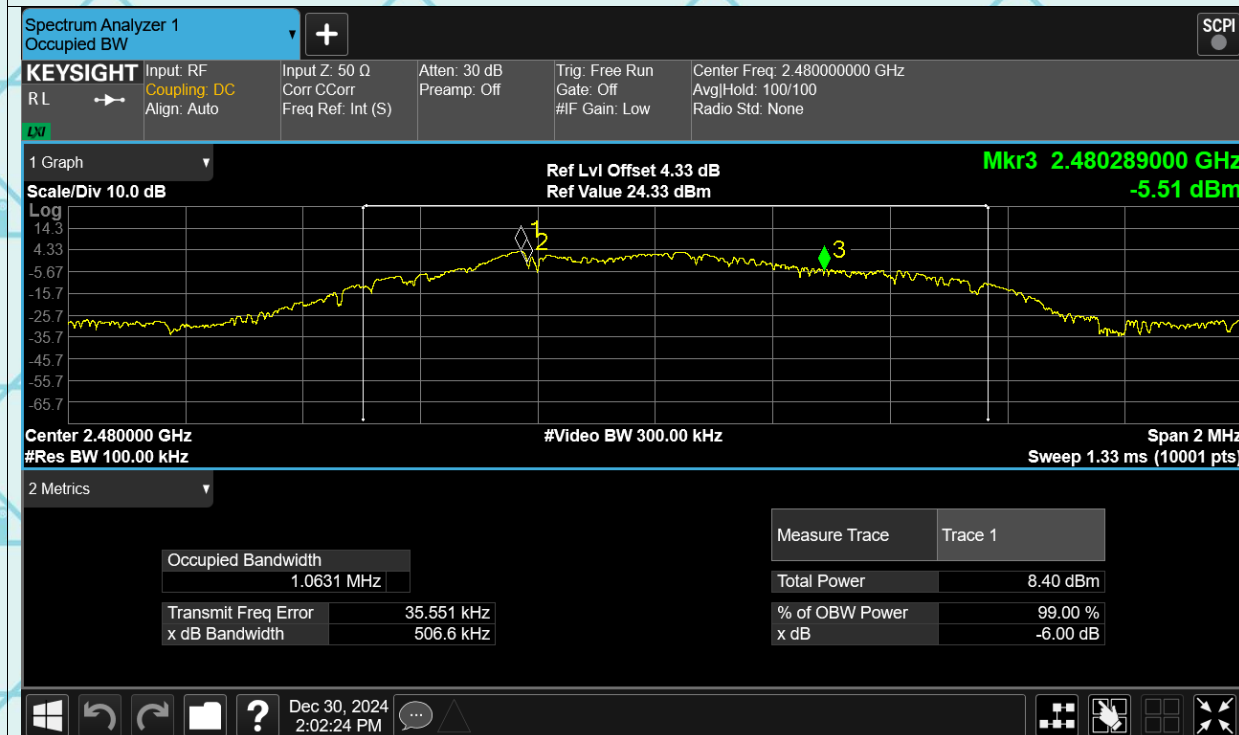 Spectrum Analyzer 1
Occupied BW
+
SCPI
KEYSIGHT
RL
LXI
Input: RF
Coupling: DC
Align: Auto
Input Z: 50 Ω
Corr CCorr
Freq Ref: Int (S)
Atten: 30 dB
Preamp: Off
Trig: Free Run
Gate: Off
#IF Gain: Low
Center Freq: 2.480000000 GHz
Avg|Hold: 100/100
Radio Std: None
1 Graph
Scale/Div 10.0 dB
Ref Lvl Offset 4.33 dB
Ref Value 24.33 dBm
Mkr3 2.480289000 GHz
-5.51 dBm
Log
14.3
4.33
-5.67
-15.7
-25.7
-35.7
-45.7
-55.7
-65.7
1
2
3
Center 2.480000 GHz
#Video BW 300.00 kHz
Span 2 MHz
#Res BW 100.00 kHz
Sweep 1.33 ms (10001 pts)
2 Metrics
Measure Trace Trace 1
Occupied Bandwidth
1.0631 MHz
Total Power 8.40 dBm
Transmit Freq Error 35.551 kHz
% of OBW Power 99.00 %
x dB Bandwidth 506.6 kHz
x dB -6.00 dB
?
Dec 30, 2024
2:02:24 PM